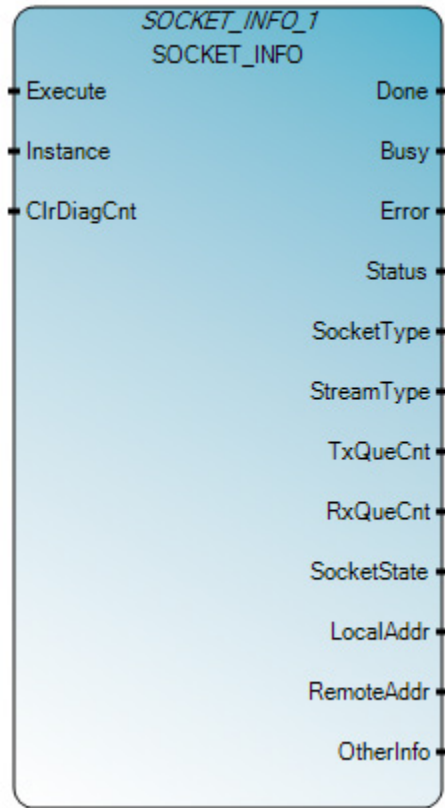 SOCKET_INFO_1
SOCKET_INFO
Execute Done
Instance Busy
ClrDiagCnt Error
Status
SocketType
StreamType
TxQueCnt
RxQueCnt
SocketState
LocalAddr
RemoteAddr
OtherInfo